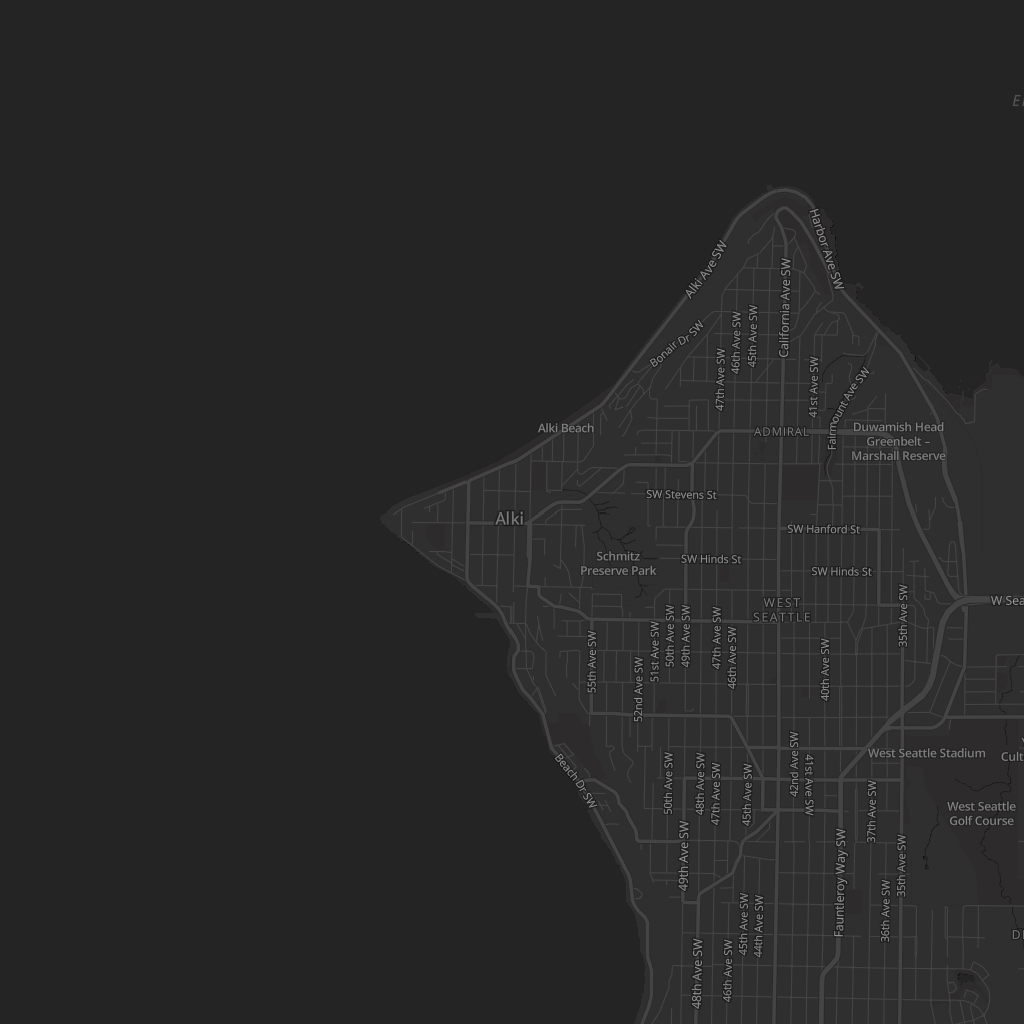 Harbor Ave SW
Alki Ave SW
California Ave SW
Bonair Dr SW
45th Ave SW
46th Ave SW
47th Ave SW
41st Ave SW
Fairmount Ave SW
Alki Beach
ADMIRAL
Duwamish Head
Greenbelt –
Marshall Reserve
SW Stevens St
Alki
SW Hanford St
Schmitz
Preserve Park
SW Hinds St
SW Hinds St
WEST
SEATTLE
35th Ave SW
W Sea
55th Ave SW
52nd Ave SW
51st Ave SW
50th Ave SW
49th Ave SW
47th Ave SW
46th Ave SW
40th Ave SW
West Seattle Stadium
Cult
Beach Dr SW
50th Ave SW
48th Ave SW
47th Ave SW
45th Ave SW
42nd Ave SW
41st Ave SW
37th Ave SW
West Seattle
Golf Course
49th Ave SW
Fauntleroy Way SW
35th Ave SW
36th Ave SW
45th Ave SW
44th Ave SW
48th Ave SW
46th Ave SW